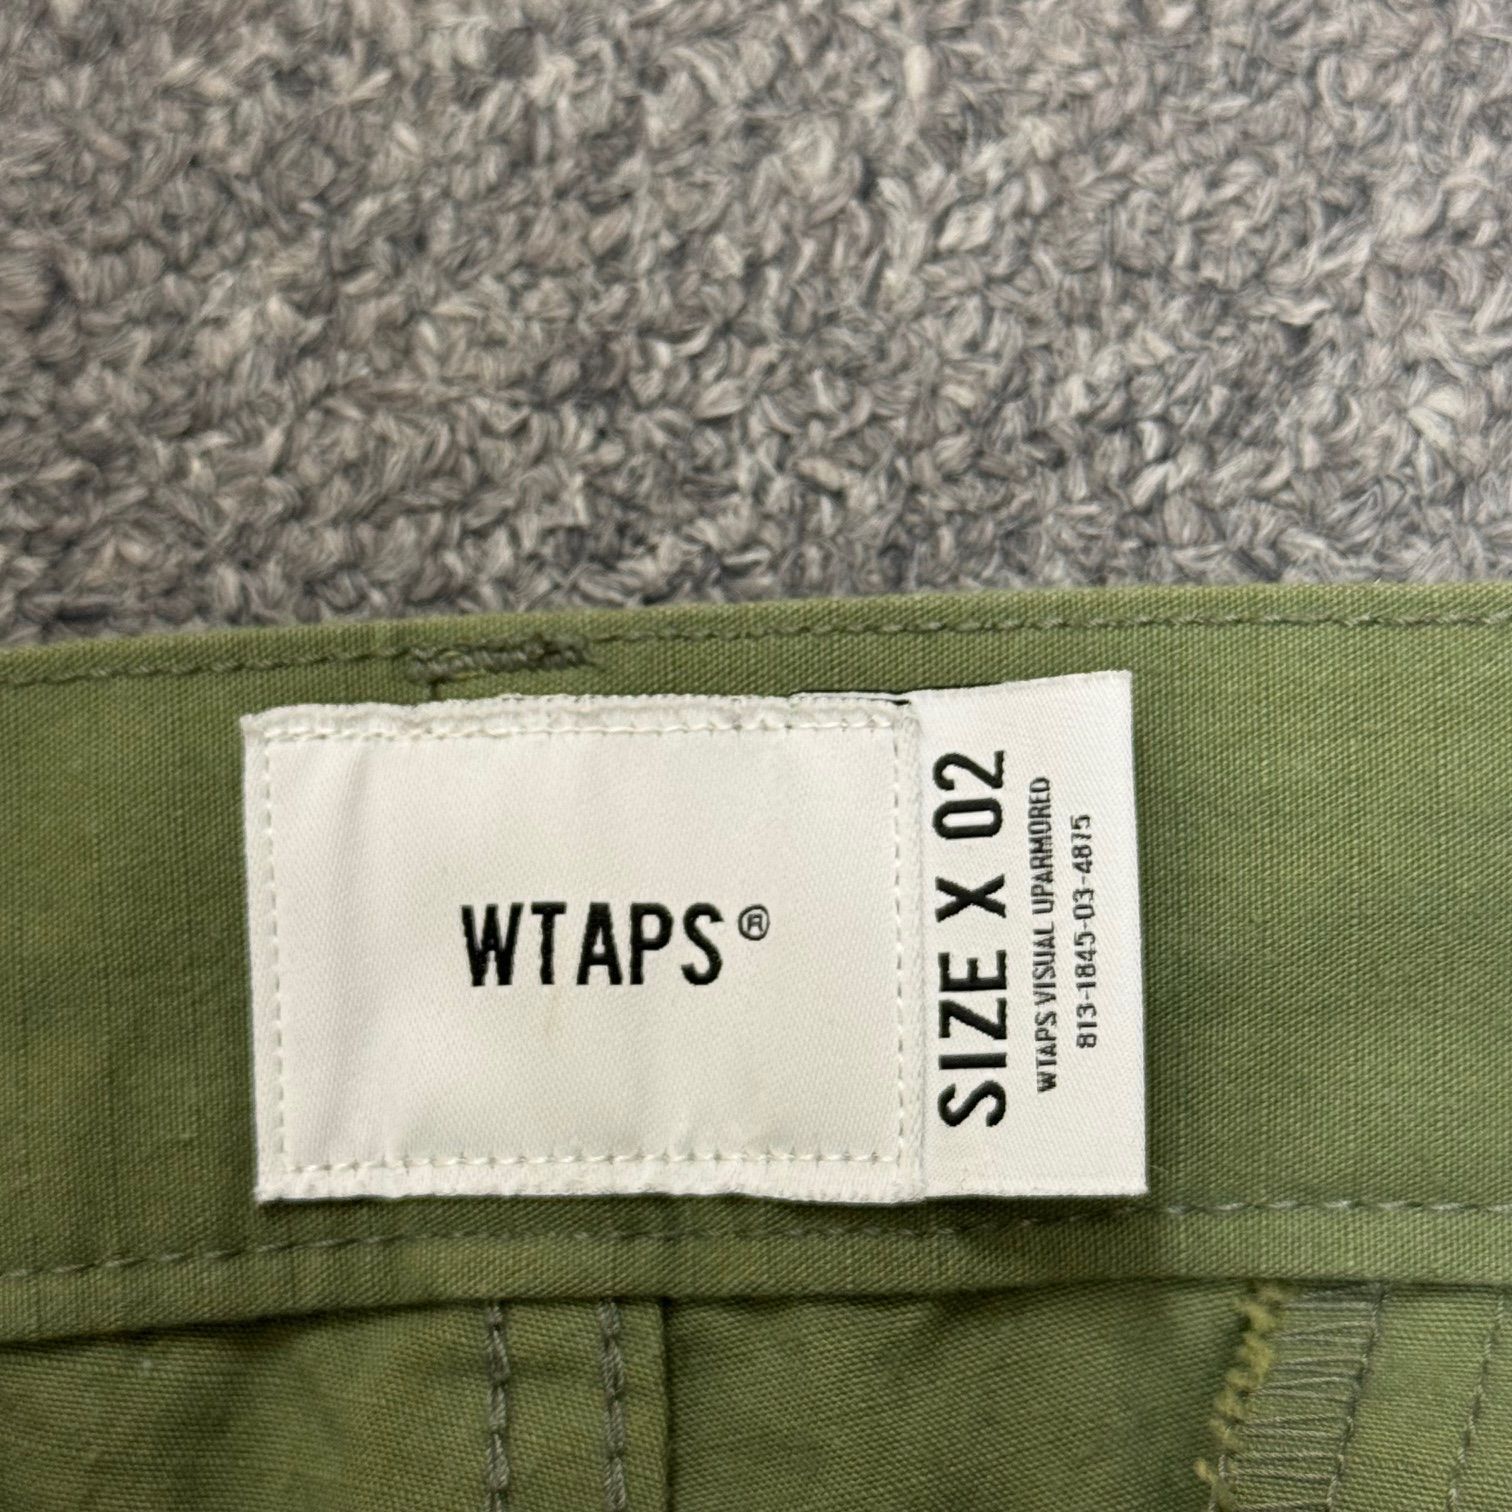 WTAPS®
SIZE X 02
WTAPS VISUAL UPARMORED
813-1845-03-4875